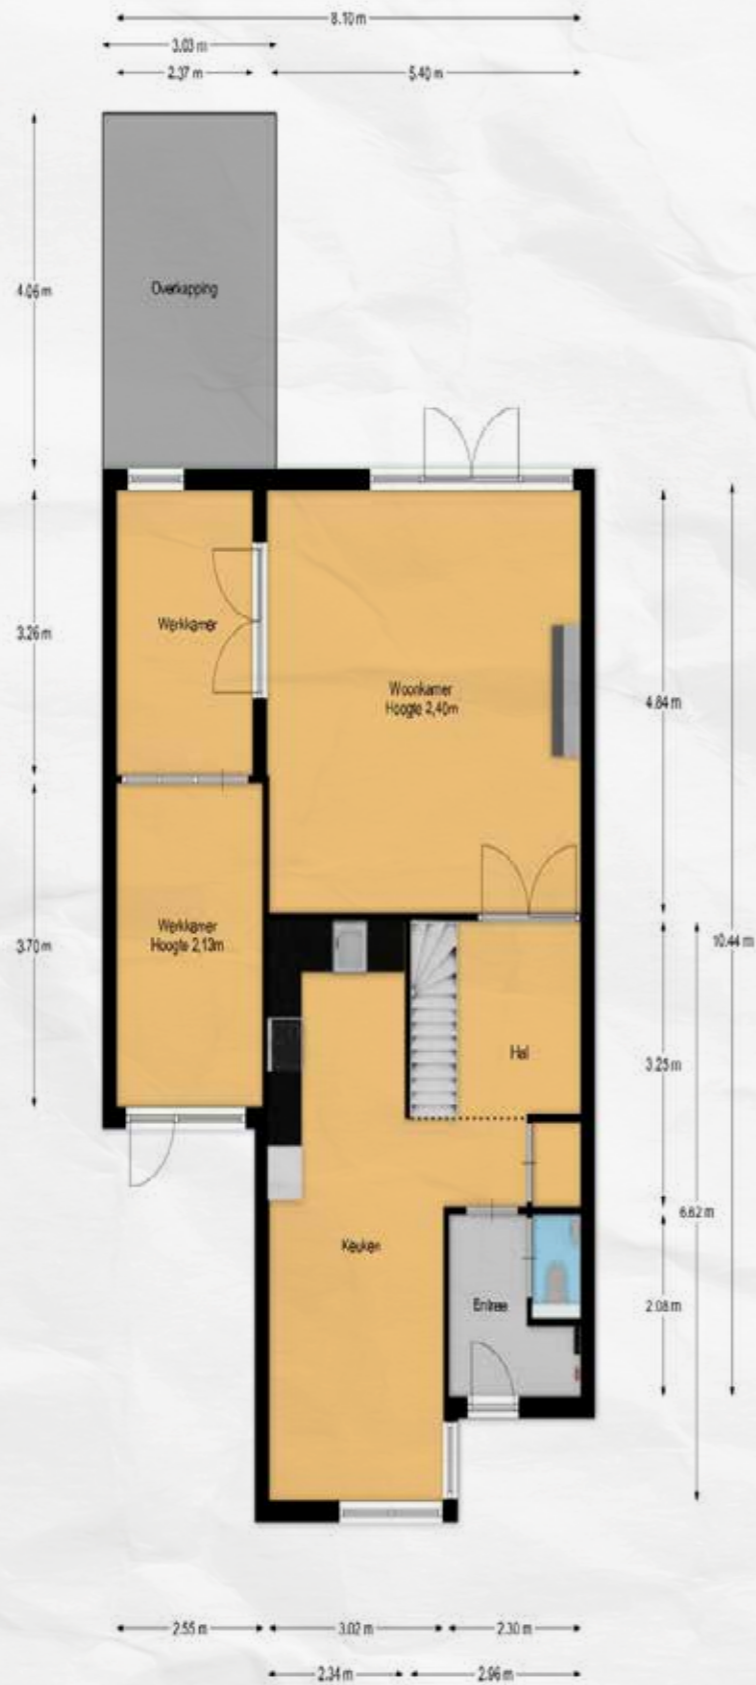 8.10 m
3.03 m
2.37 m
5.40 m
4.06 m
Overkapping
3.26 m
Werkkamer
Woonkamer
Hoogte 2,40m
4.84 m
10.44 m
Werkkamer
Hoogte 2,13m
3.70 m
Hal
3.25 m
6.62 m
Keuken
Entree
2.08 m
2.55 m
3.02 m
2.30 m
2.34 m
2.96 m